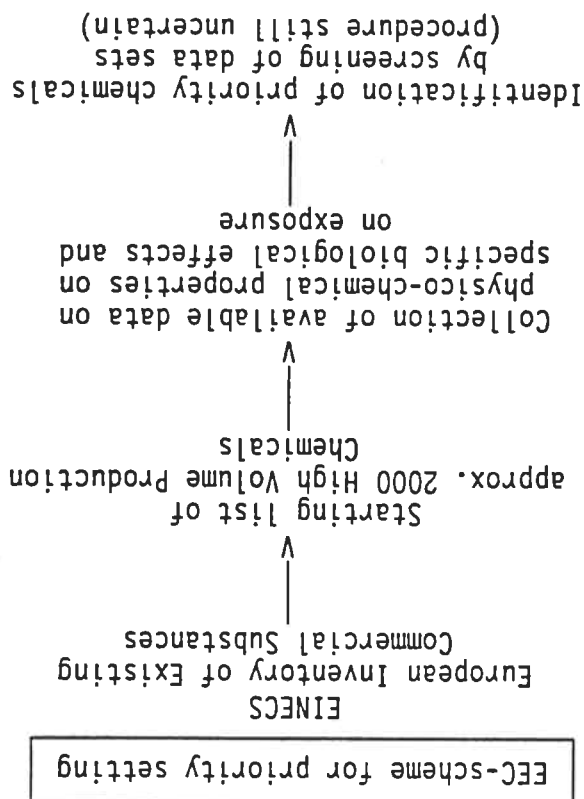 EEC-scheme for priority setting
EINECS
European Inventory of Existing
Commercial Substances
Starting list of
approx. 2000 High Volume Production
Chemicals
Collection of available data on
physico-chemical properties on
specific biological effects and
on exposure
Identification of priority chemicals
by screening of data sets
(procedure still uncertain)